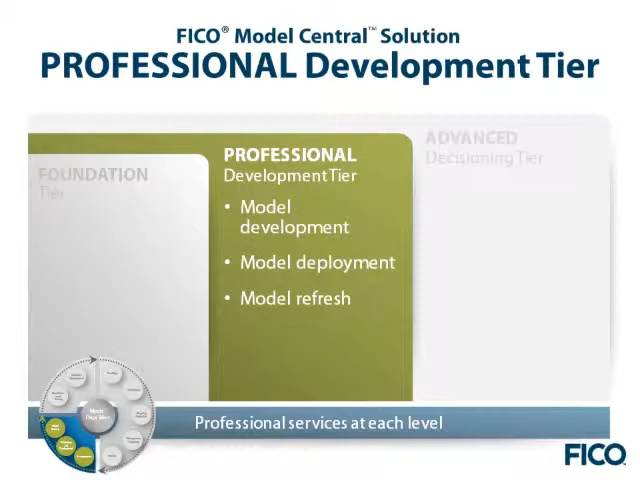 FICO® Model Central™ Solution
PROFESSIONAL Development Tier
FOUNDATION
Tier
PROFESSIONAL
Development Tier
• Model
development
• Model deployment
• Model refresh
ADVANCED
Decisioning Tier
Professional services at each level
FICO